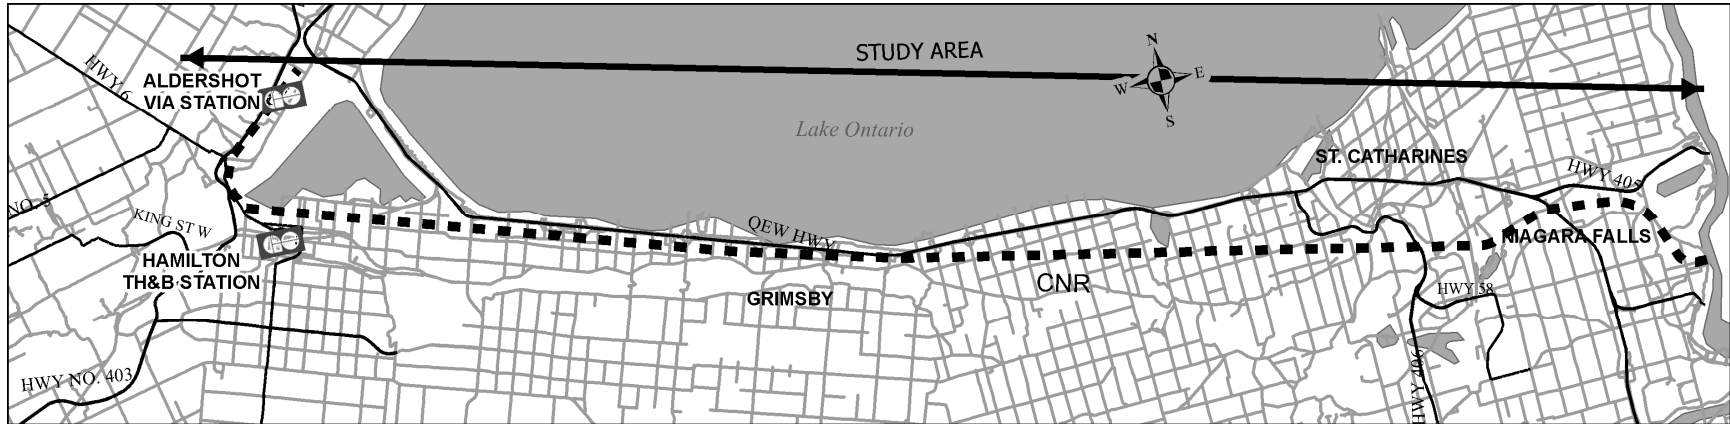 STUDY AREA
N
E
W
S
HWY 6
ALDERSHOT
VIA STATION
Lake Ontario
ST. CATHARINES
HWY 405
NO. 5
KING ST W
QEW HWY
NIAGARA FALLS
HAMILTON
TH&B STATION
GRIMSBY
CNR
HWY 58
HWY NO. 403
HWY 406